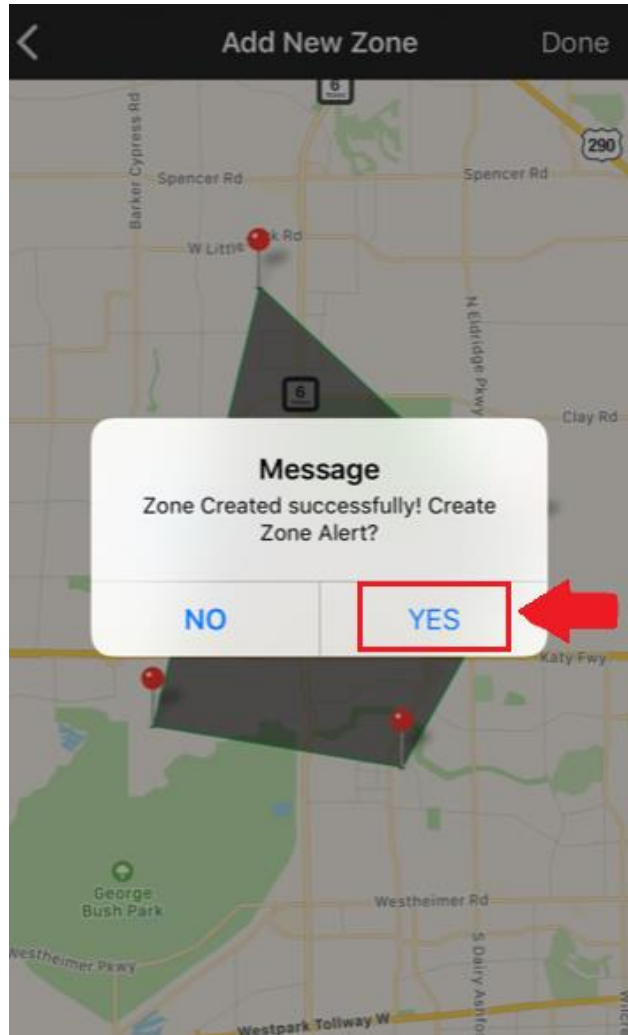 Add New Zone
Done
6
Barker Cypress Rd
290
Spencer Rd
Spencer Rd
W Little
k Rd
N Eldridge Pkwy
6
Clay Rd
Message
Zone Created successfully! Create
Zone Alert?
NO
YES
Katy Fwy
George
Bush Park
Westheimer Rd
Westheimer Pkwy
S Dairy Ashfo
Westpark Tollway W
Wilc